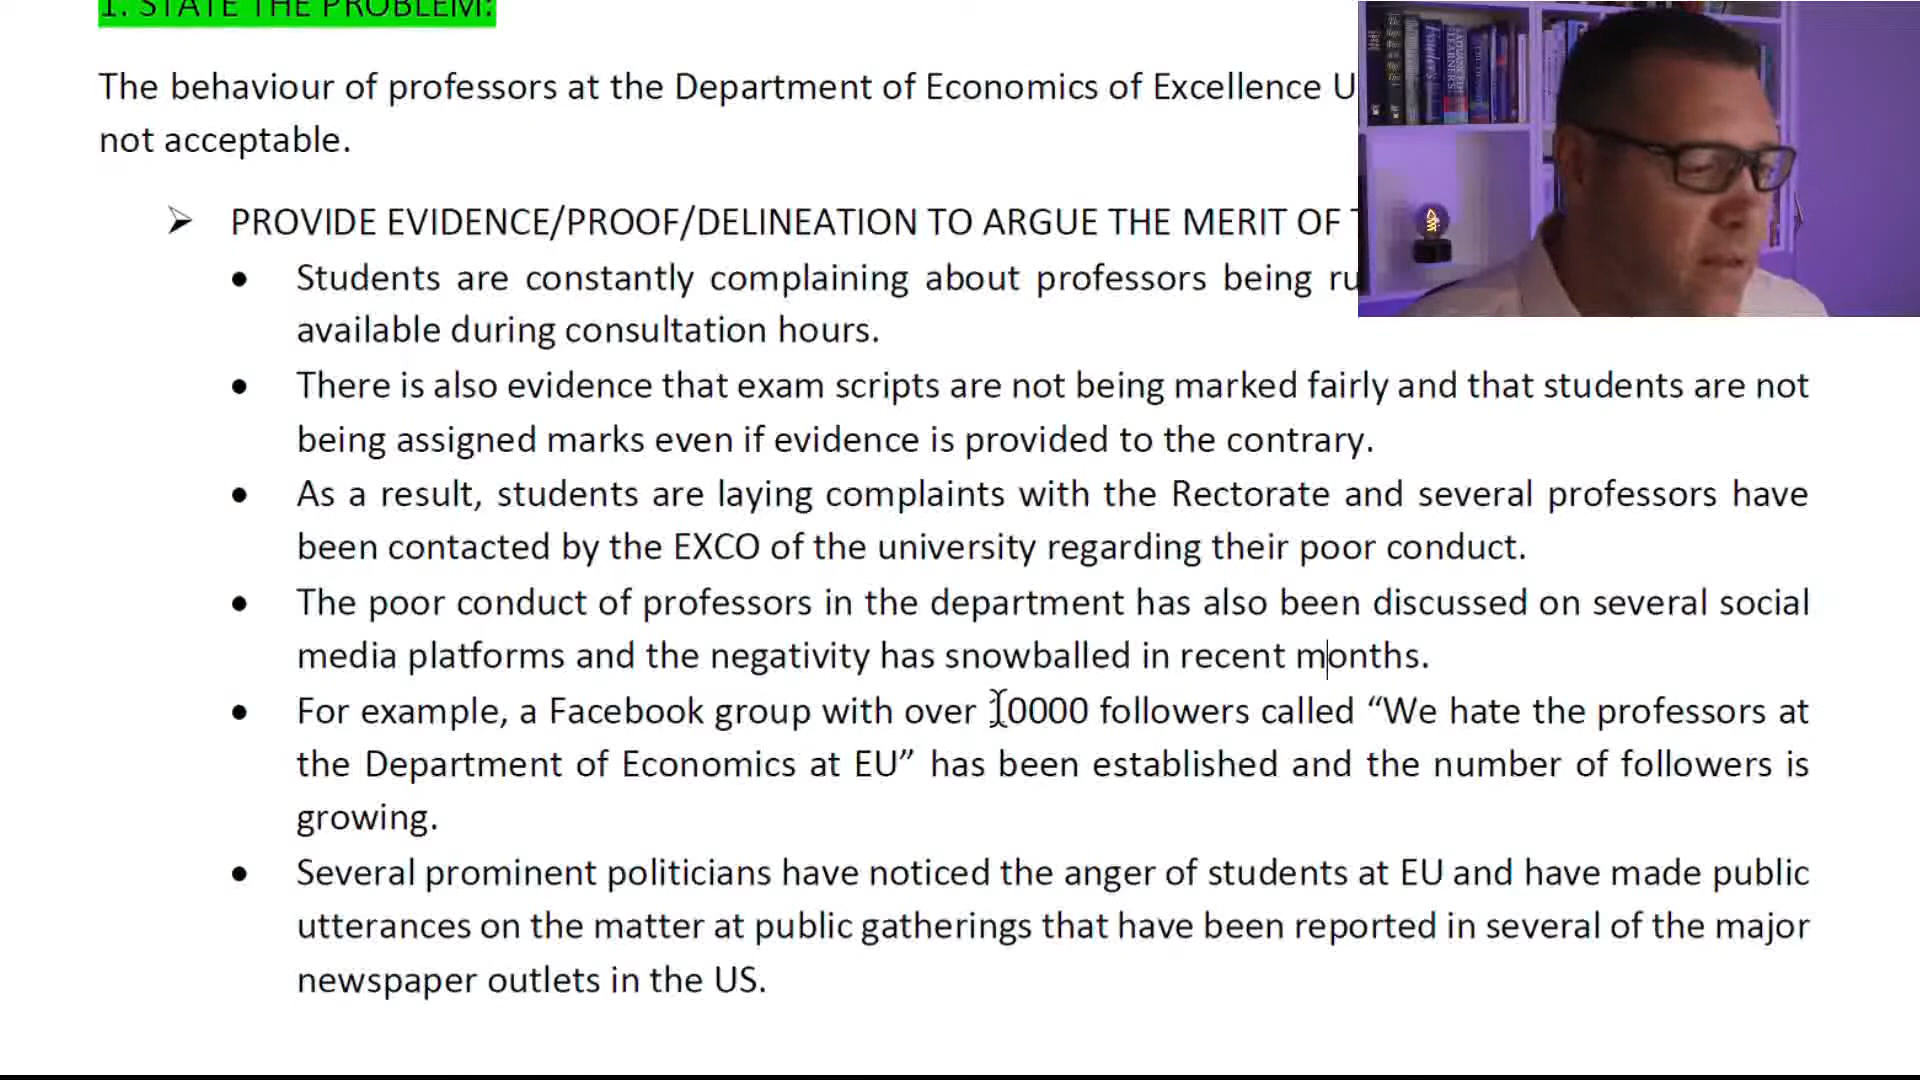 1. STATE THE PROBLEM:
The behaviour of professors at the Department of Economics of Excellence
not acceptable.
➢ PROVIDE EVIDENCE/PROOF/DELINEATION TO ARGUE THE MERIT OF
• Students are constantly complaining about professors being
available during consultation hours.
• There is also evidence that exam scripts are not being marked fairly and that students are not
being assigned marks even if evidence is provided to the contrary.
• As a result, students are laying complaints with the Rectorate and several professors have
been contacted by the EXCO of the university regarding their poor conduct.
• The poor conduct of professors in the department has also been discussed on several social
media platforms and the negativity has snowballed in recent months.
• For example, a Facebook group with over 10000 followers called “We hate the professors at
the Department of Economics at EU” has been established and the number of followers is
growing.
• Several prominent politicians have noticed the anger of students at EU and have made public
utterances on the matter at public gatherings that have been reported in several of the major
newspaper outlets in the US.